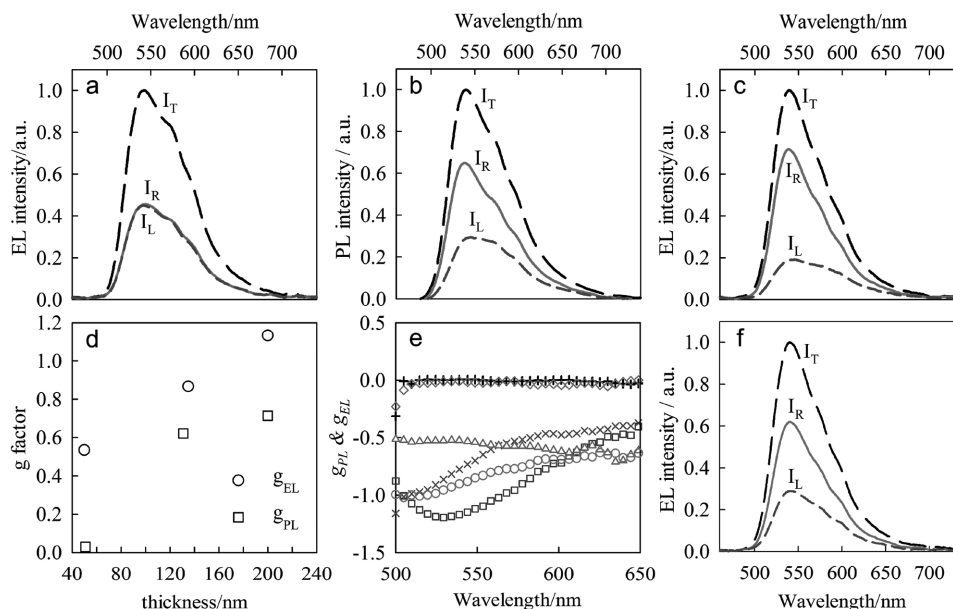 Wavelength/nm Wavelength/nm Wavelength/nm
500 550 600 650 700 500 550 600 650 700 500 550 600 650 700
a b c
EL intensity/a.u.
1.0
0.8
0.6
0.4
0.2
0.0
I_T
I_R
I_L
PL intensity / a.u.
1.0
0.8
0.6
0.4
0.2
0.0
I_T
I_R
I_L
EL intensity/a.u.
1.0
0.8
0.6
0.4
0.2
0.0
I_T
I_R
I_L
d
g factor
1.2
1.0
0.8
0.6
0.4
0.2
0.0
g_EL
g_PL
40 80 120 160 200 240
thickness/nm
e
g_PL & g_EL
0.5
0.0
-0.5
-1.0
-1.5
500 550 600 650
Wavelength/nm
f
EL intensity / a.u.
1.0
0.8
0.6
0.4
0.2
0.0
I_T
I_R
I_L
500 550 600 650 700
Wavelength/nm